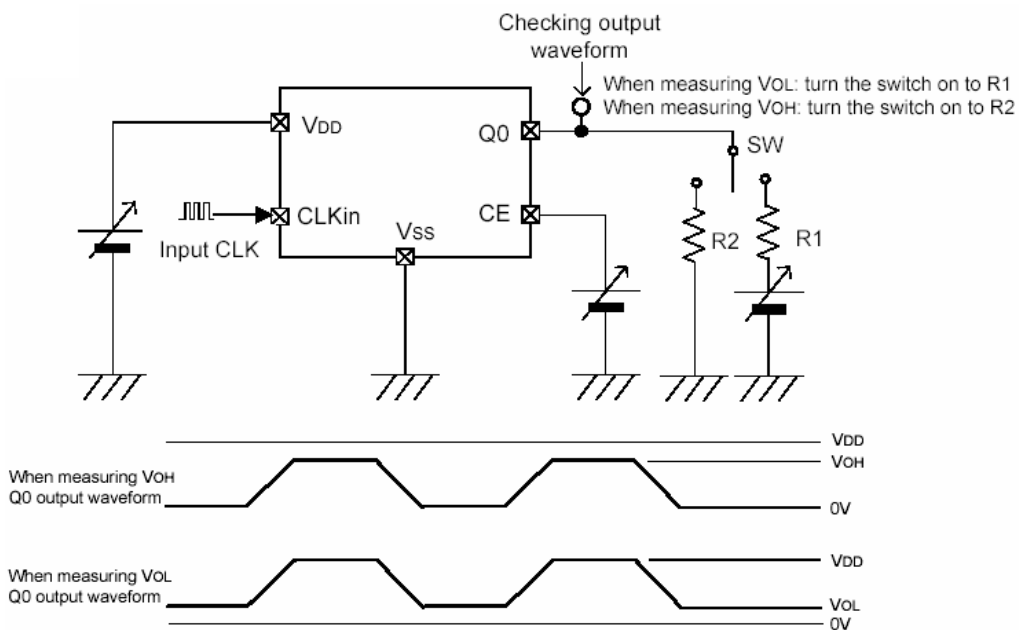 Checking output
waveform
When measuring VOL: turn the switch on to R1
When measuring VOH: turn the switch on to R2
VDD
Q0
SW
CLKin
CE
Input CLK
VSS
R2
R1
VDD
When measuring VOH
Q0 output waveform
VOH
0V
When measuring VOL
Q0 output waveform
VDD
VOL
0V